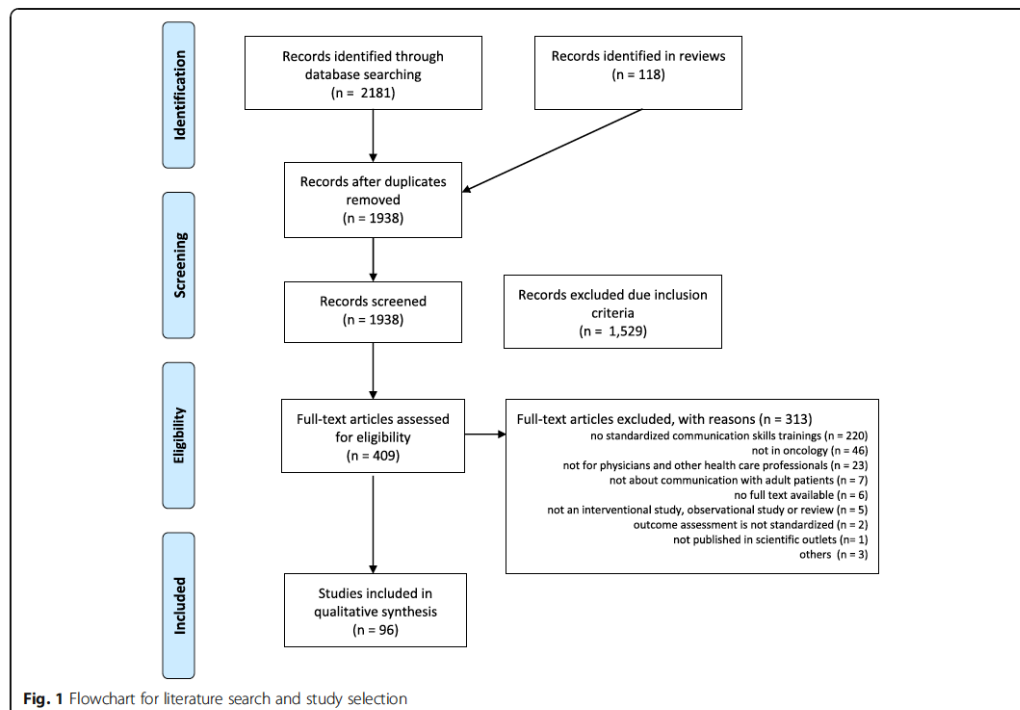 Identification
Records identified through
database searching
(n = 2181)
Records identified in reviews
(n = 118)
Screening
Records after duplicates
removed
(n = 1938)
Records screened
(n = 1938)
Records excluded due inclusion
criteria
(n = 1,529)
Eligibility
Full-text articles assessed
for eligibility
(n = 409)
Full-text articles excluded, with reasons (n = 313)
no standardized communication skills trainings (n = 220)
not in oncology (n = 46)
not for physicians and other health care professionals (n = 23)
not about communication with adult patients (n = 7)
no full text available (n = 6)
not an interventional study, observational study or review (n = 5)
outcome assessment is not standardized (n = 2)
not published in scientific outlets (n= 1)
others (n = 3)
Included
Studies included in
qualitative synthesis
(n = 96)
Fig. 1 Flowchart for literature search and study selection